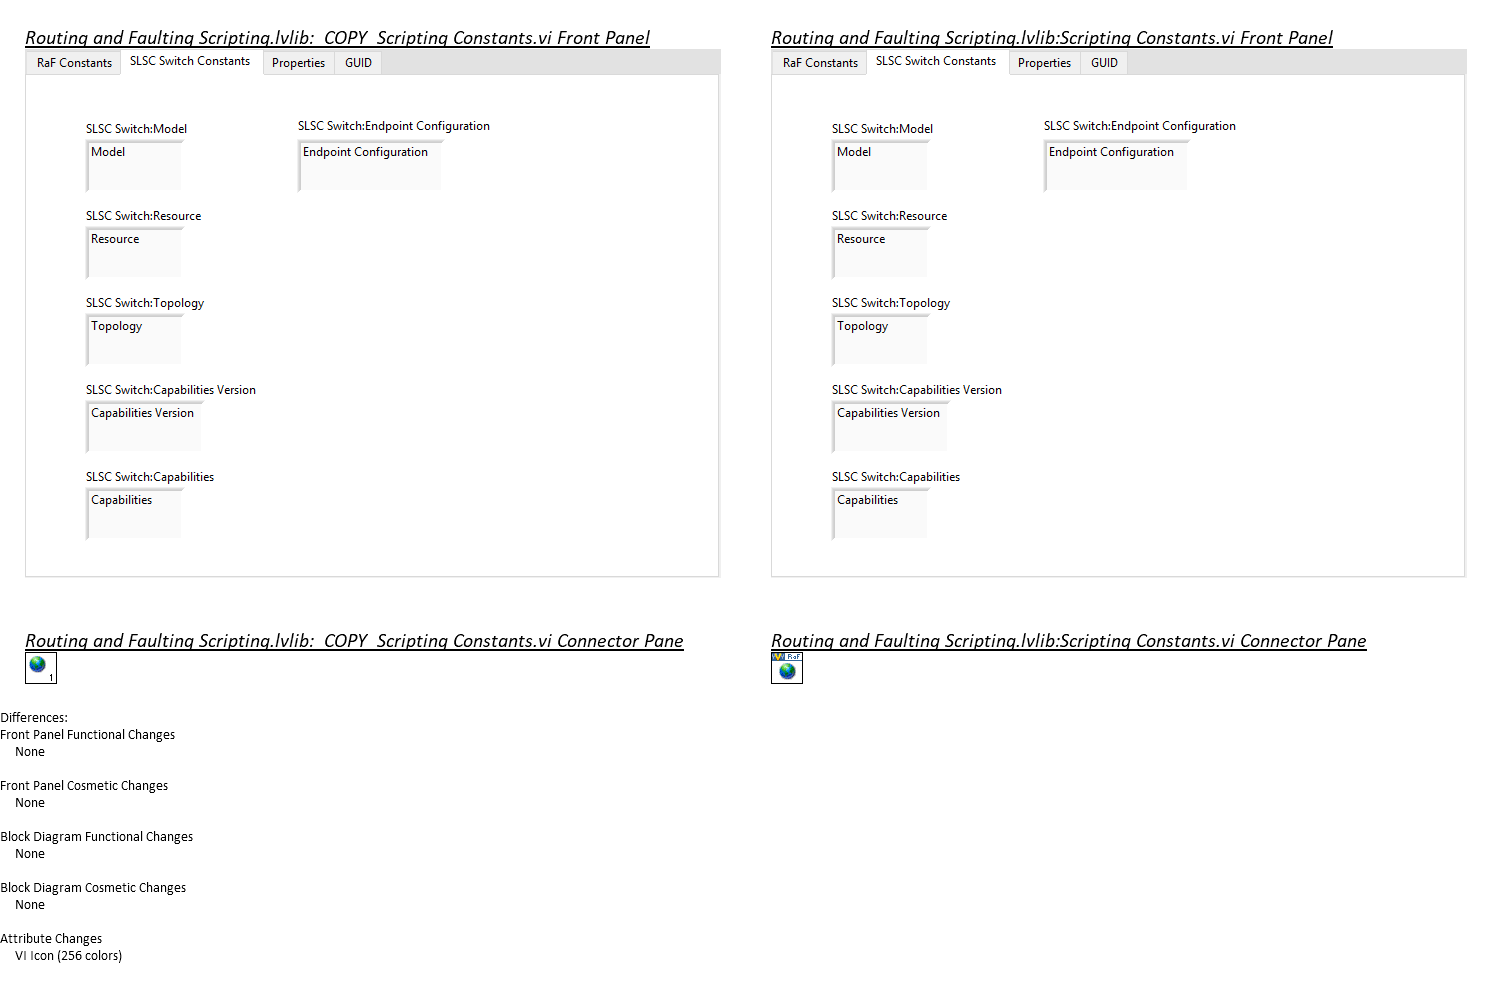 Routing and Faulting Scripting.lvlib:_COPY_Scripting Constants.vi Front Panel
RaF Constants
SLSC Switch Constants
Properties
GUID
SLSC Switch:Model
Model
SLSC Switch:Endpoint Configuration
Endpoint Configuration
SLSC Switch:Resource
Resource
SLSC Switch:Topology
Topology
SLSC Switch:Capabilities Version
Capabilities Version
SLSC Switch:Capabilities
Capabilities
Routing and Faulting Scripting.lvlib:Scripting Constants.vi Front Panel
RaF Constants
SLSC Switch Constants
Properties
GUID
SLSC Switch:Model
Model
SLSC Switch:Endpoint Configuration
Endpoint Configuration
SLSC Switch:Resource
Resource
SLSC Switch:Topology
Topology
SLSC Switch:Capabilities Version
Capabilities Version
SLSC Switch:Capabilities
Capabilities
Routing and Faulting Scripting.lvlib:_COPY_Scripting Constants.vi Connector Pane
1
Routing and Faulting Scripting.lvlib:Scripting Constants.vi Connector Pane
RaF
Differences:
Front Panel Functional Changes
None
Front Panel Cosmetic Changes
None
Block Diagram Functional Changes
None
Block Diagram Cosmetic Changes
None
Attribute Changes
VI Icon (256 colors)